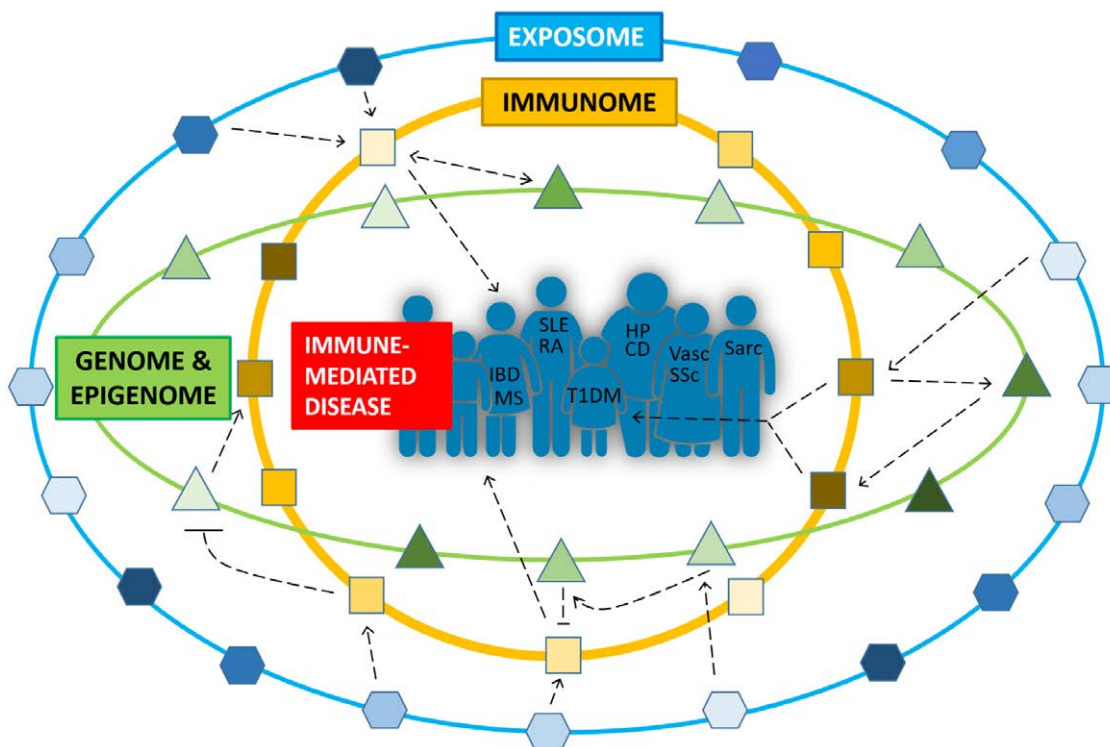 EXPOSOME
IMMUNOME
GENOME &
EPIGENOME
IMMUNE-
MEDIATED
DISEASE
IBD
MS
SLE
RA
T1DM
HP
CD
Vasc
SSc
Sarc